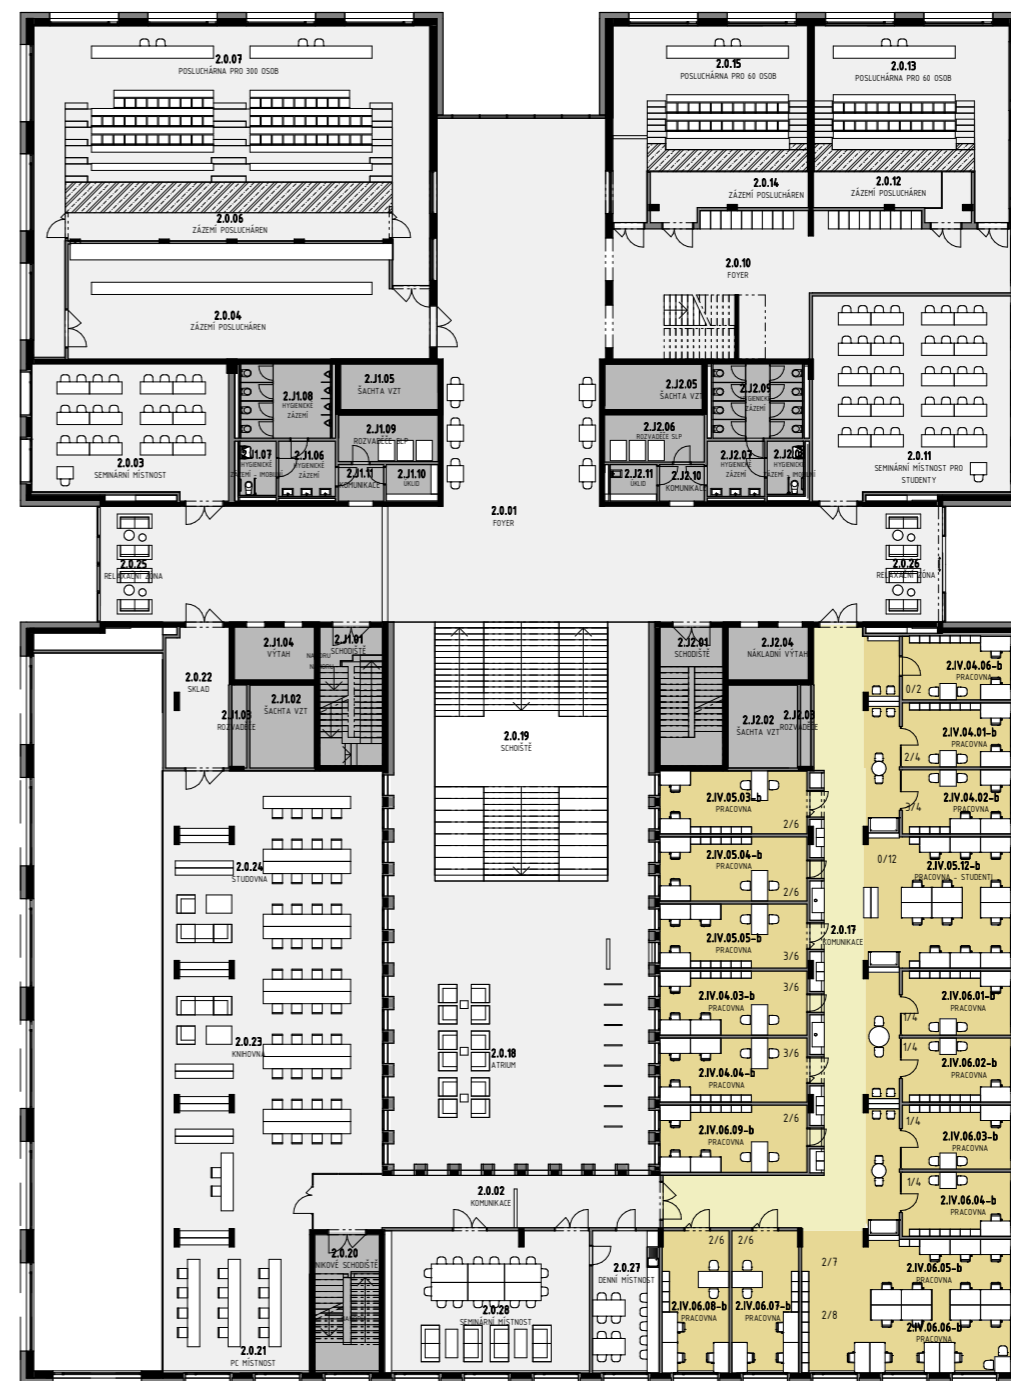 2.0.07
POSLUCHÁRNA PRO 300 OSOB
2.0.15
POSLUCHÁRNA PRO 60 OSOB
2.0.13
POSLUCHÁRNA PRO 60 OSOB
2.0.14
ZÁZEMÍ POSLUCHÁREN
2.0.12
ZÁZEMÍ POSLUCHÁREN
2.0.06
ZÁZEMÍ POSLUCHÁREN
2.0.10
FOYER
2.0.04
ZÁZEMÍ POSLUCHÁREN
2.J1.05
ŠACHTA VZT
2.J1.08
HYGIENICKÉ
ZÁZEMÍ
2.J1.09
ROZVADĚČE SLP
2.J1.07
HYGIENICKÉ
ZÁZEMÍ - IMOBILNÍ
2.J1.06
HYGIENICKÉ
ZÁZEMÍ
2.J1.11
KOMUNIKACE
2.J1.10
ÚKLID
2.0.03
SEMINÁRNÍ MÍSTNOST
2.J2.05
ŠACHTA VZT
2.J2.09
HYGIENICKÉ
ZÁZEMÍ
2.J2.06
ROZVADĚČE SLP
2.J2.11
ÚKLID
2.J2.10
KOMUNIKACE
2.J2.07
HYGIENICKÉ
ZÁZEMÍ
2.J2.08
HYGIENICKÉ
ZÁZEMÍ - IMOBILNÍ
2.0.11
SEMINÁRNÍ MÍSTNOST PRO
STUDENTY
2.0.01
FOYER
2.0.25
RELAXAČNÍ ZÓNA
2.0.26
RELAXAČNÍ ZÓNA
2.0.22
SKLAD
2.J1.04
VÝTAH
2.J1.01
SCHODIŠTĚ
2.J1.03
ROZVADĚČE
2.J1.02
ŠACHTA VZT
2.0.19
SCHOIŠTĚ
2.J2.01
SCHODIŠTĚ
2.J2.04
NÁKLADNÍ VÝTAH
2.J2.02
ŠACHTA VZT
2.J2.03
ROZVADĚČE
2.IV.04.06-b
PRACOVNA
0/2
2.IV.04.01-b
PRACOVNA
2/4
2.IV.04.02-b
PRACOVNA
3/4
2.IV.05.03-b
PRACOVNA
2/6
2.IV.05.04-b
PRACOVNA
2/6
2.IV.05.05-b
PRACOVNA
3/6
2.IV.05.12-b
PRACOVNA - STUDENTI
0/12
2.0.17
KOMUNIKACE
2.IV.04.03-b
PRACOVNA
3/6
2.IV.04.04-b
PRACOVNA
3/6
2.IV.06.09-b
PRACOVNA
2/6
2.IV.06.01-b
PRACOVNA
1/4
2.IV.06.02-b
PRACOVNA
1/4
2.IV.06.03-b
PRACOVNA
1/4
2.IV.06.04-b
PRACOVNA
1/4
2.0.24
STUDOVNA
2.0.23
KNIHOVNA
2.0.18
ATRIUM
2.0.02
KOMUNIKACE
2.0.20
NIKOVÉ SCHODIŠTĚ
2.0.21
PC MÍSTNOST
2.0.28
SEMINÁRNÍ MÍSTNOST
2.0.27
DENNÍ MÍSTNOST
2/6
2.IV.06.08-b
PRACOVNA
2/6
2.IV.06.07-b
PRACOVNA
2/7
2.IV.06.05-b
PRACOVNA
2/8
2.IV.06.06-b
PRACOVNA